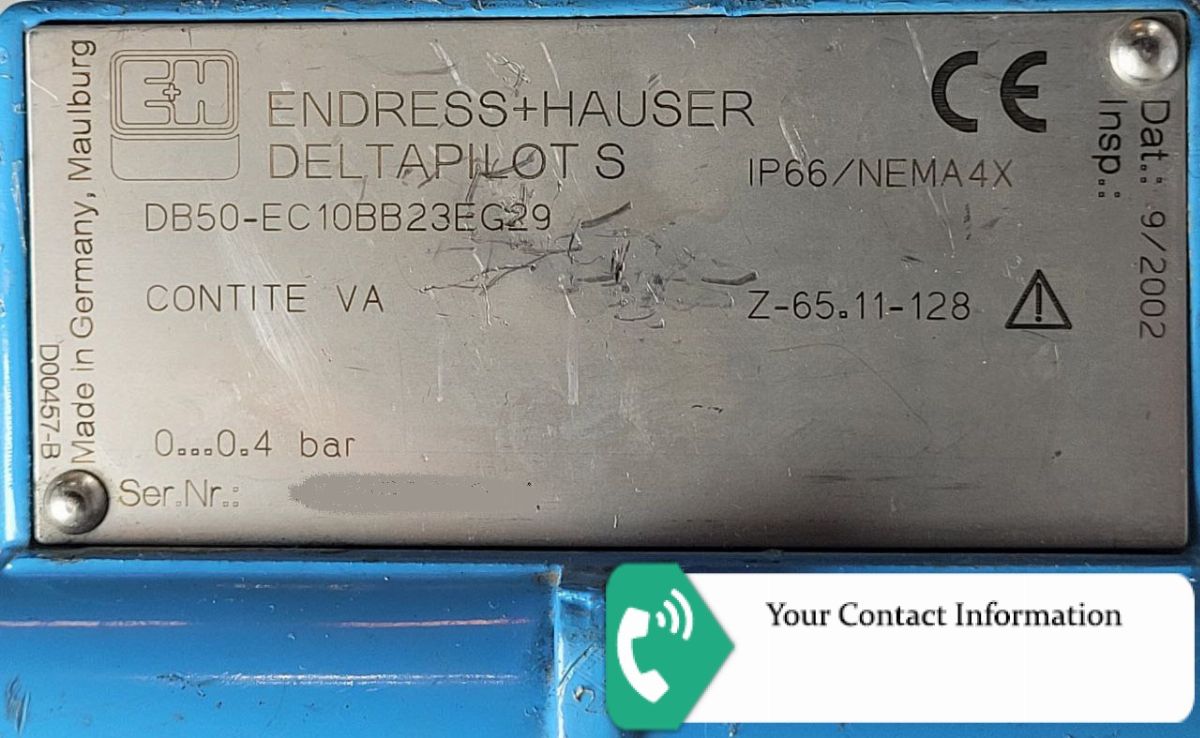 Made in Germany, Maulburg
D00457-B
E+H
ENDRESS+HAUSER
DELTAPILOT S
IP66/NEMA4X
DB50-EC10BB23EG29
CONTITE VA
Z-65.11-128
0...0.4 bar
Ser.Nr.:
CE
Dat.: 9/2002
Insp.:
Your Contact Information